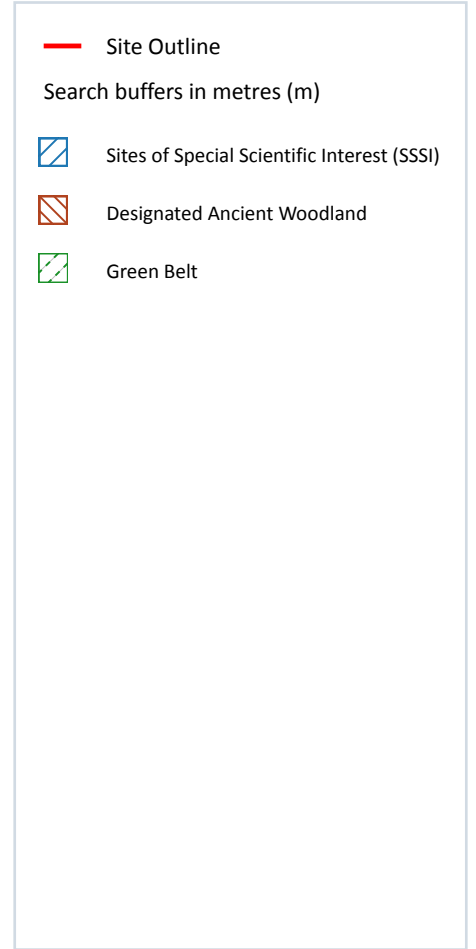 Site Outline
Search buffers in metres (m)
Sites of Special Scientific Interest (SSSI)
Designated Ancient Woodland
Green Belt